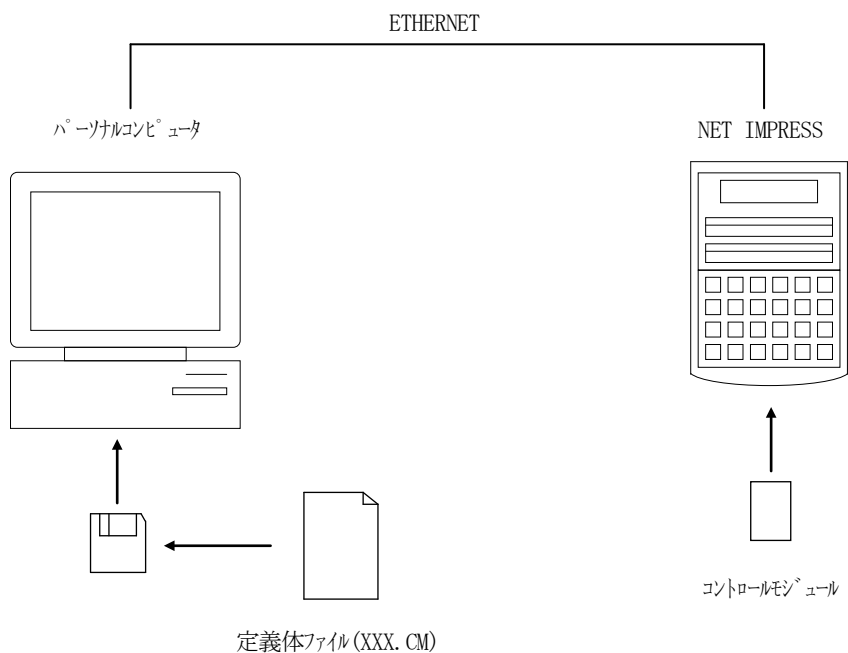 ETHERNET
ﾊﾟｰｿﾅﾙｺﾝﾋﾟｭｰﾀ
NET IMPRESS
ｺﾝﾄﾛｰﾙﾓｼﾞｭｰﾙ
定義体ﾌｧｲﾙ(XXX.CM)